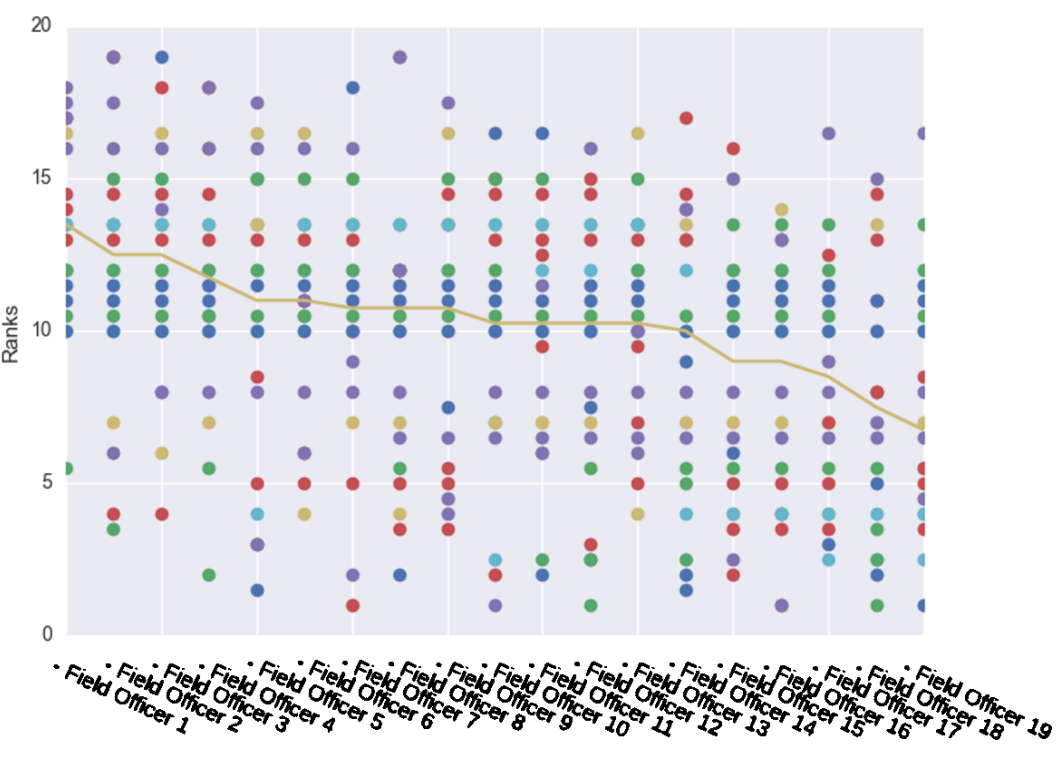 20
15
10
5
0
Ranks
- Field Officer 1
- Field Officer 2
- Field Officer 3
- Field Officer 4
- Field Officer 5
- Field Officer 6
- Field Officer 7
- Field Officer 8
- Field Officer 9
- Field Officer 10
- Field Officer 11
- Field Officer 12
- Field Officer 13
- Field Officer 14
- Field Officer 15
- Field Officer 16
- Field Officer 17
- Field Officer 18
- Field Officer 19